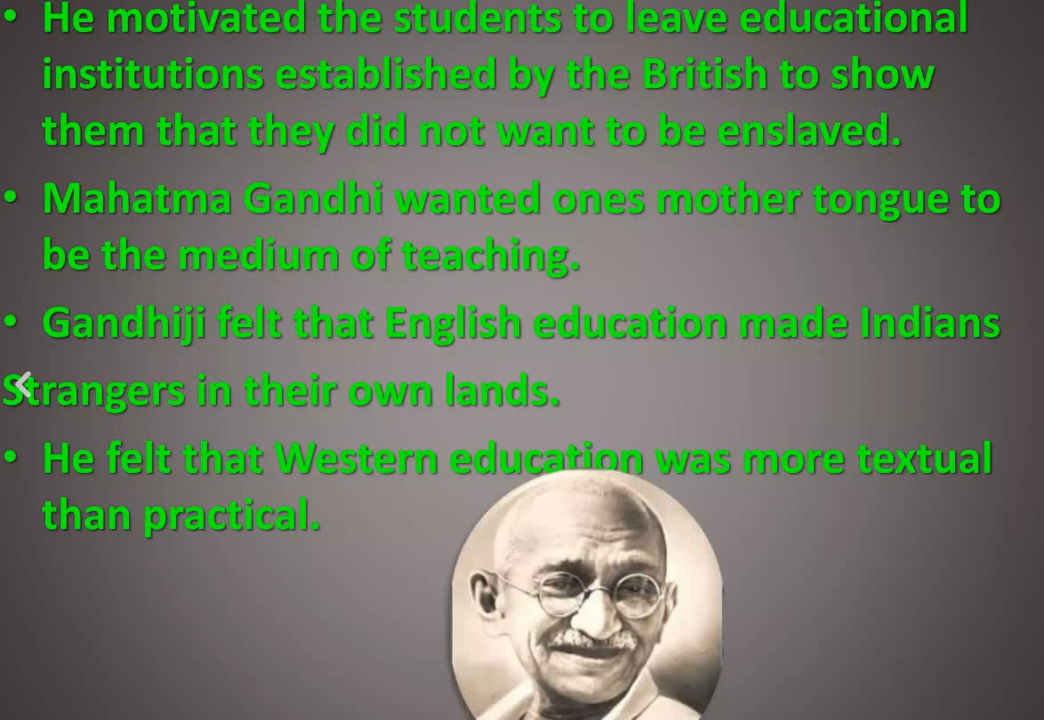 • He motivated the students to leave educational
institutions established by the British to show
them that they did not want to be enslaved.
• Mahatma Gandhi wanted ones mother tongue to
be the medium of teaching.
• Gandhiji felt that English education made Indians
Strangers in their own lands.
• He felt that Western education was more textual
than practical.